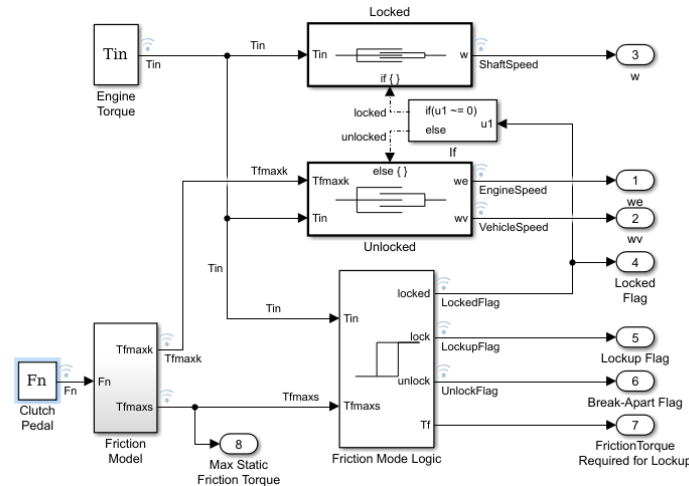 Locked
Tin
Tin
Engine
Torque
Tin
Tin
w
if { }
ShaftSpeed
3
w
locked
unlocked
if(u1 ~= 0)
else
u1
If
else { }
Tfmaxk
Tfmaxk
Tin
we
wv
EngineSpeed
VehicleSpeed
Unlocked
1
we
2
wv
4
Locked
Flag
Tin
Tin
Tin
Tfmaxs
Tfmaxs
locked
lock
unlock
Tf
LockedFlag
LockupFlag
UnlockFlag
Friction Mode Logic
5
Lockup Flag
6
Break-Apart Flag
7
FrictionTorque
Required for Lockup
Fn
Fn
Clutch
Pedal
Fn
Tfmaxk
Tfmaxs
Tfmaxk
Friction
Model
8
Max Static
Friction Torque